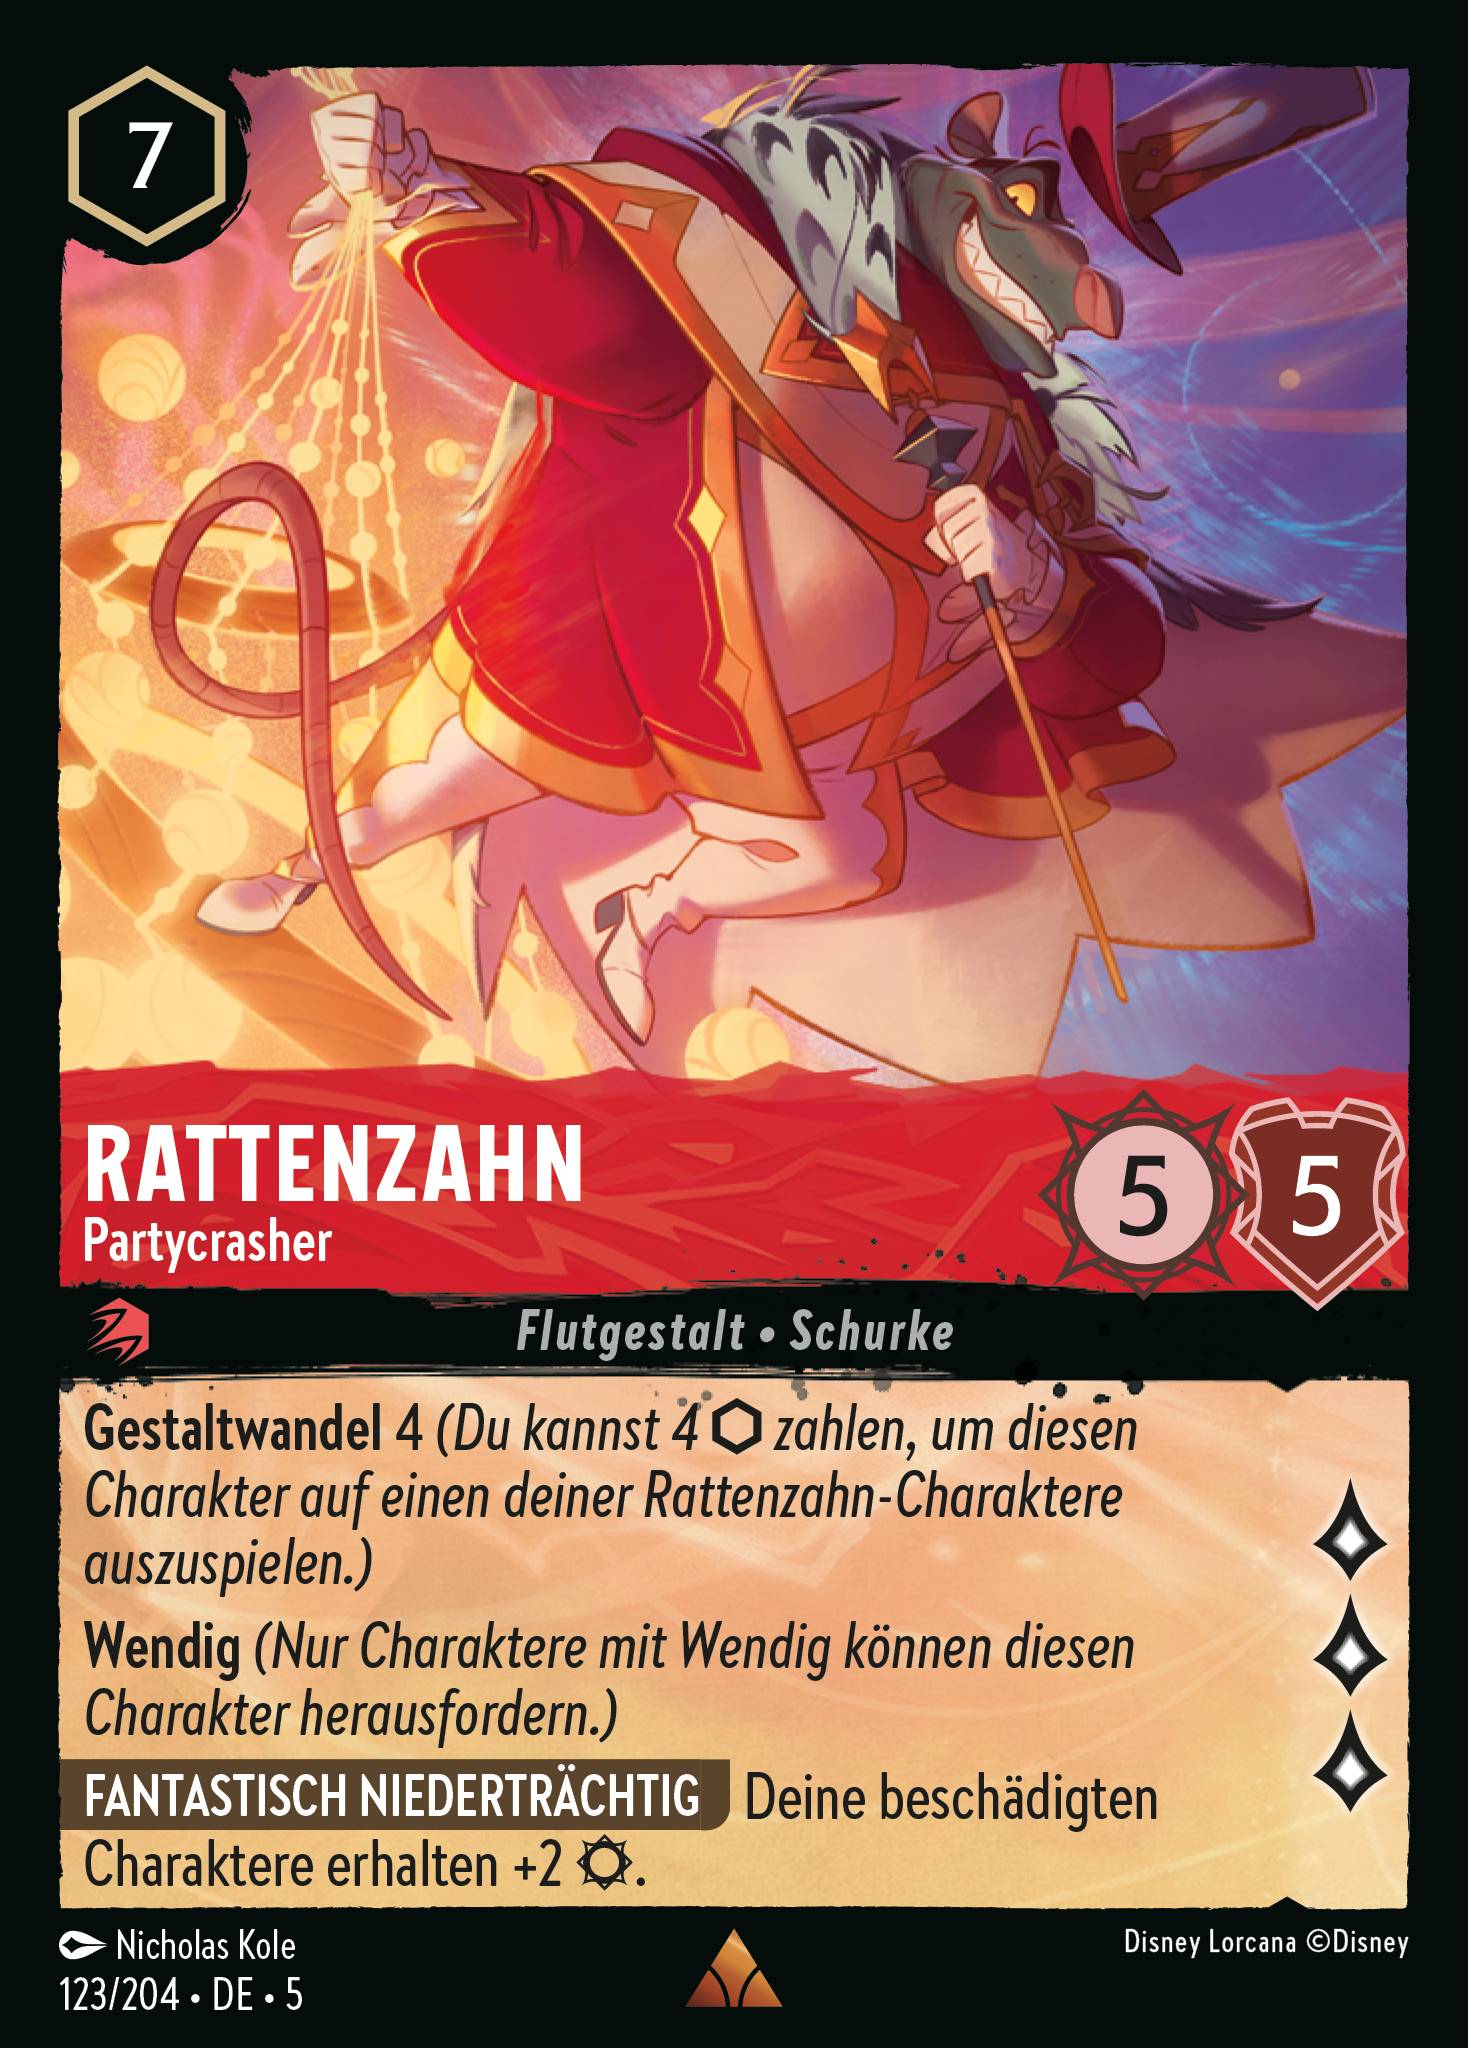 7
RATTENZAHN
Partycrasher
5 5
Flutgestalt • Schurke
Gestaltwandel 4 (Du kannst 4 ⬡ zahlen, um diesen
Charakter auf einen deiner Rattenzahn-Charaktere
auszuspielen.)
Wendig (Nur Charaktere mit Wendig können diesen
Charakter herausfordern.)
FANTASTISCH NIEDERTRÄCHTIG Deine beschädigten
Charaktere erhalten +2 ¤.
Nicholas Kole
Disney Lorcana ©Disney
123/204 • DE • 5